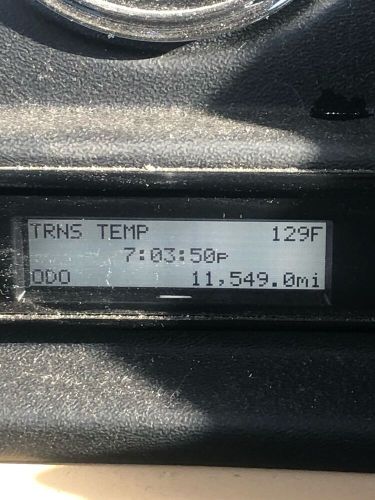 TRNS TEMP 129F
7:03:50p
ODO 11,549.0mi